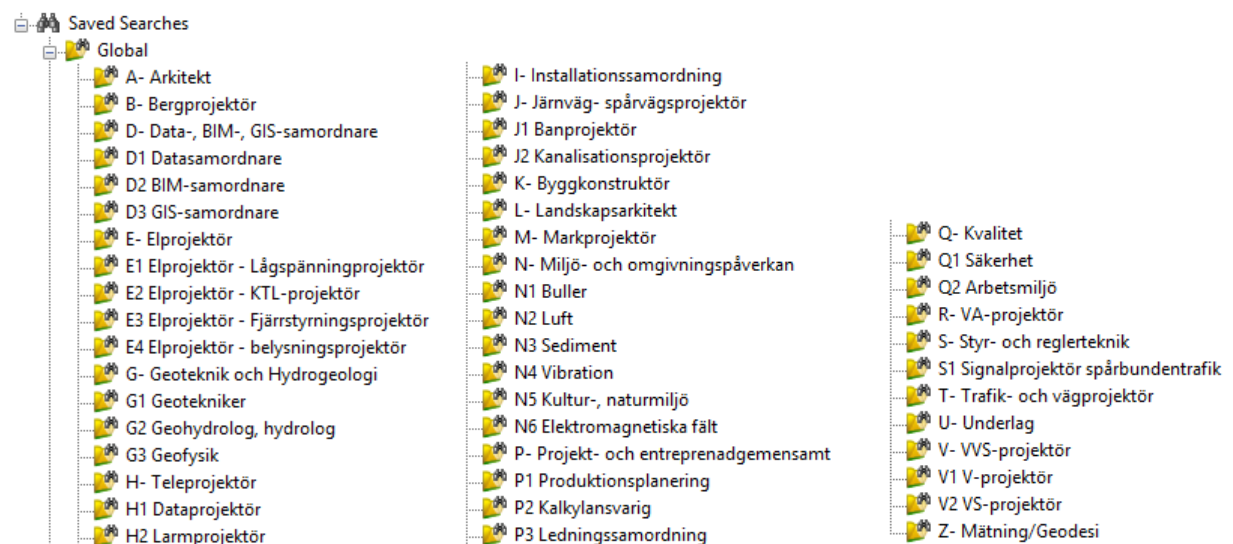 Saved Searches
Global
A- Arkitekt
B- Bergprojektör
D- Data-, BIM-, GIS-samordnare
D1 Datasamordnare
D2 BIM-samordnare
D3 GIS-samordnare
E- Elprojektör
E1 Elprojektör - Lågspänningprojektör
E2 Elprojektör - KTL-projektör
E3 Elprojektör - Fjärrstyrningsprojektör
E4 Elprojektör - belysningsprojektör
G- Geoteknik och Hydrogeologi
G1 Geotekniker
G2 Geohydrolog, hydrolog
G3 Geofysik
H- Teleprojektör
H1 Dataprojektör
H2 Larmprojektör
I- Installationssamordning
J- Järnväg- spårvägsprojektör
J1 Banprojektör
J2 Kanalisationsprojektör
K- Byggkonstruktör
L- Landskapsarkitekt
M- Markprojektör
N- Miljö- och omgivningspåverkan
N1 Buller
N2 Luft
N3 Sediment
N4 Vibration
N5 Kultur-, naturmiljö
N6 Elektromagnetiska fält
P- Projekt- och entreprenadgemensamt
P1 Produktionsplanering
P2 Kalkylansvarig
P3 Ledningssamordning
Q- Kvalitet
Q1 Säkerhet
Q2 Arbetsmiljö
R- VA-projektör
S- Styr- och reglerteknik
S1 Signalprojektör spårbundentrafik
T- Trafik- och vägprojektör
U- Underlag
V- VVS-projektör
V1 V-projektör
V2 VS-projektör
Z- Mätning/Geodesi